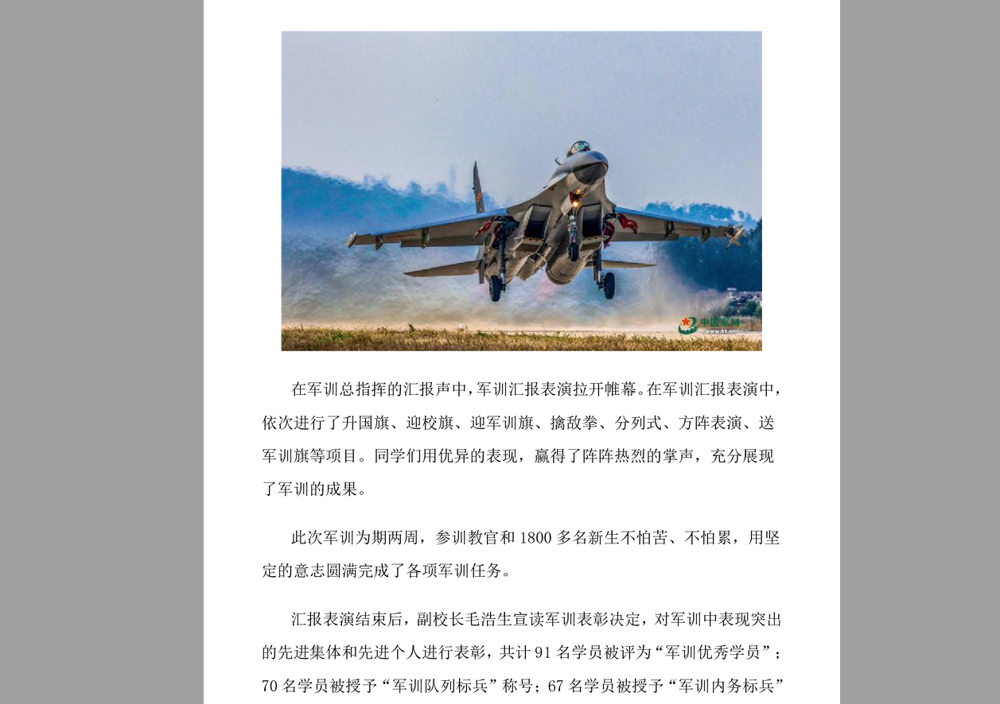 中国军网
www.81.cn
在军训总指挥的汇报声中，军训汇报表演拉开帷幕。在军训汇报表演中，
依次进行了升国旗、迎校旗、迎军训旗、擒敌拳、分列式、方阵表演、送
军训旗等项目。同学们用优异的表现，赢得了阵阵热烈的掌声，充分展现
了军训的成果。
此次军训为期两周，参训教官和 1800 多名新生不怕苦、不怕累，用坚
定的意志圆满完成了各项军训任务。
汇报表演结束后，副校长毛浩生宣读军训表彰决定，对军训中表现突出
的先进集体和先进个人进行表彰，共计 91 名学员被评为“军训优秀学员”；
70 名学员被授予“军训队列标兵”称号；67 名学员被授予“军训内务标兵”